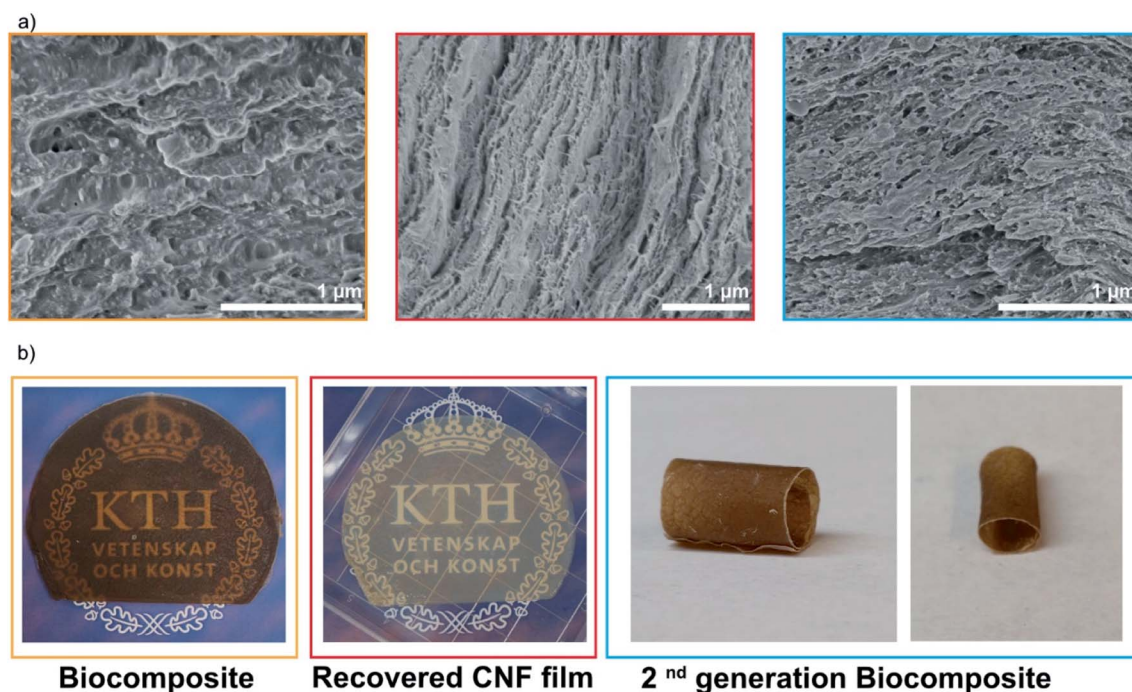 a)
1 µm
1 µm
1 µm
b)
KTH
VETENSKAP
OCH KONST
KTH
VETENSKAP
OCH KONST
Biocomposite
Recovered CNF film
2 nd generation Biocomposite